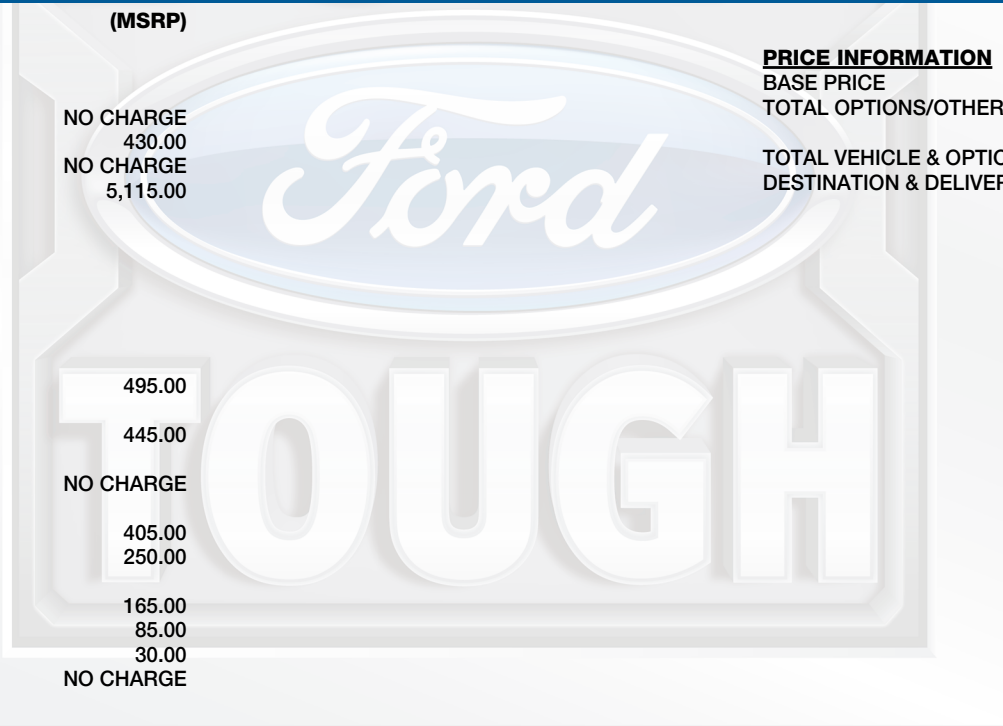 (MSRP)
NO CHARGE
430.00
NO CHARGE
5,115.00
495.00
445.00
NO CHARGE
405.00
250.00
165.00
85.00
30.00
NO CHARGE
PRICE INFORMATION
BASE PRICE
TOTAL OPTIONS/OTHER
TOTAL VEHICLE & OPTIO
DESTINATION & DELIVER
Ford
TOUGH